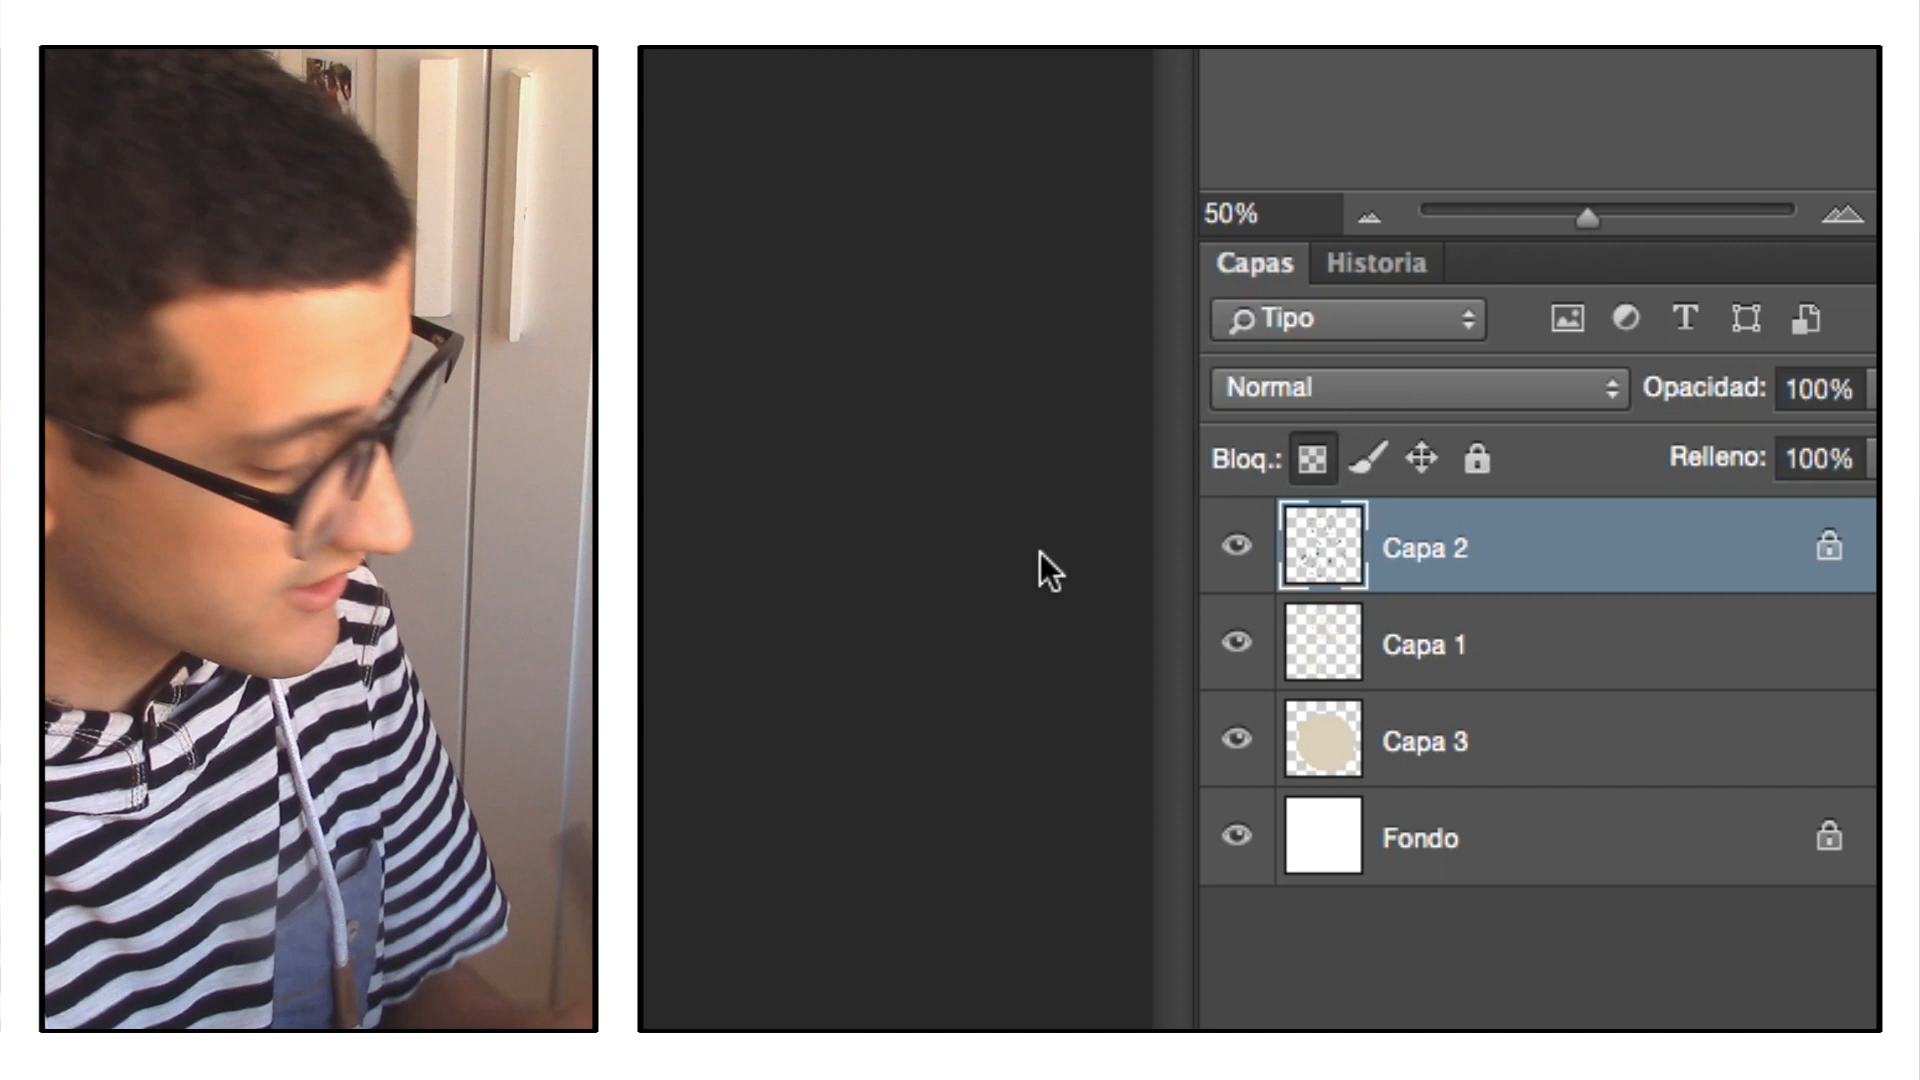 50%
Capas Historia
Tipo
Normal Opacidad: 100%
Bloq.: Relleno: 100%
Capa 2
Capa 1
Capa 3
Fondo